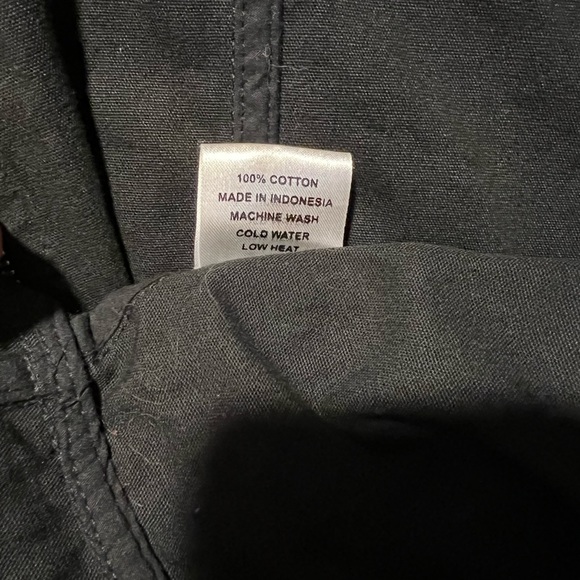 100% COTTON
MADE IN INDONESIA
MACHINE WASH
COLD WATER
LOW HEAT